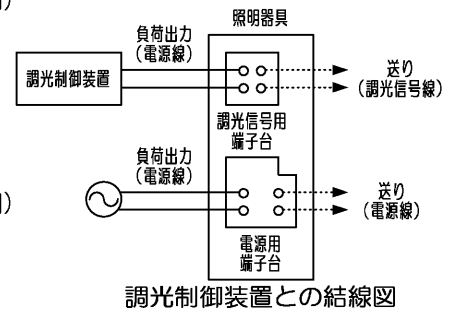 照明器具
負荷出力
(電源線)
調光制御装置
送り
(調光信号線)
調光信号用
端子台
負荷出力
(電源線)
送り
(電源線)
電源用
端子台
調光制御装置との結線図